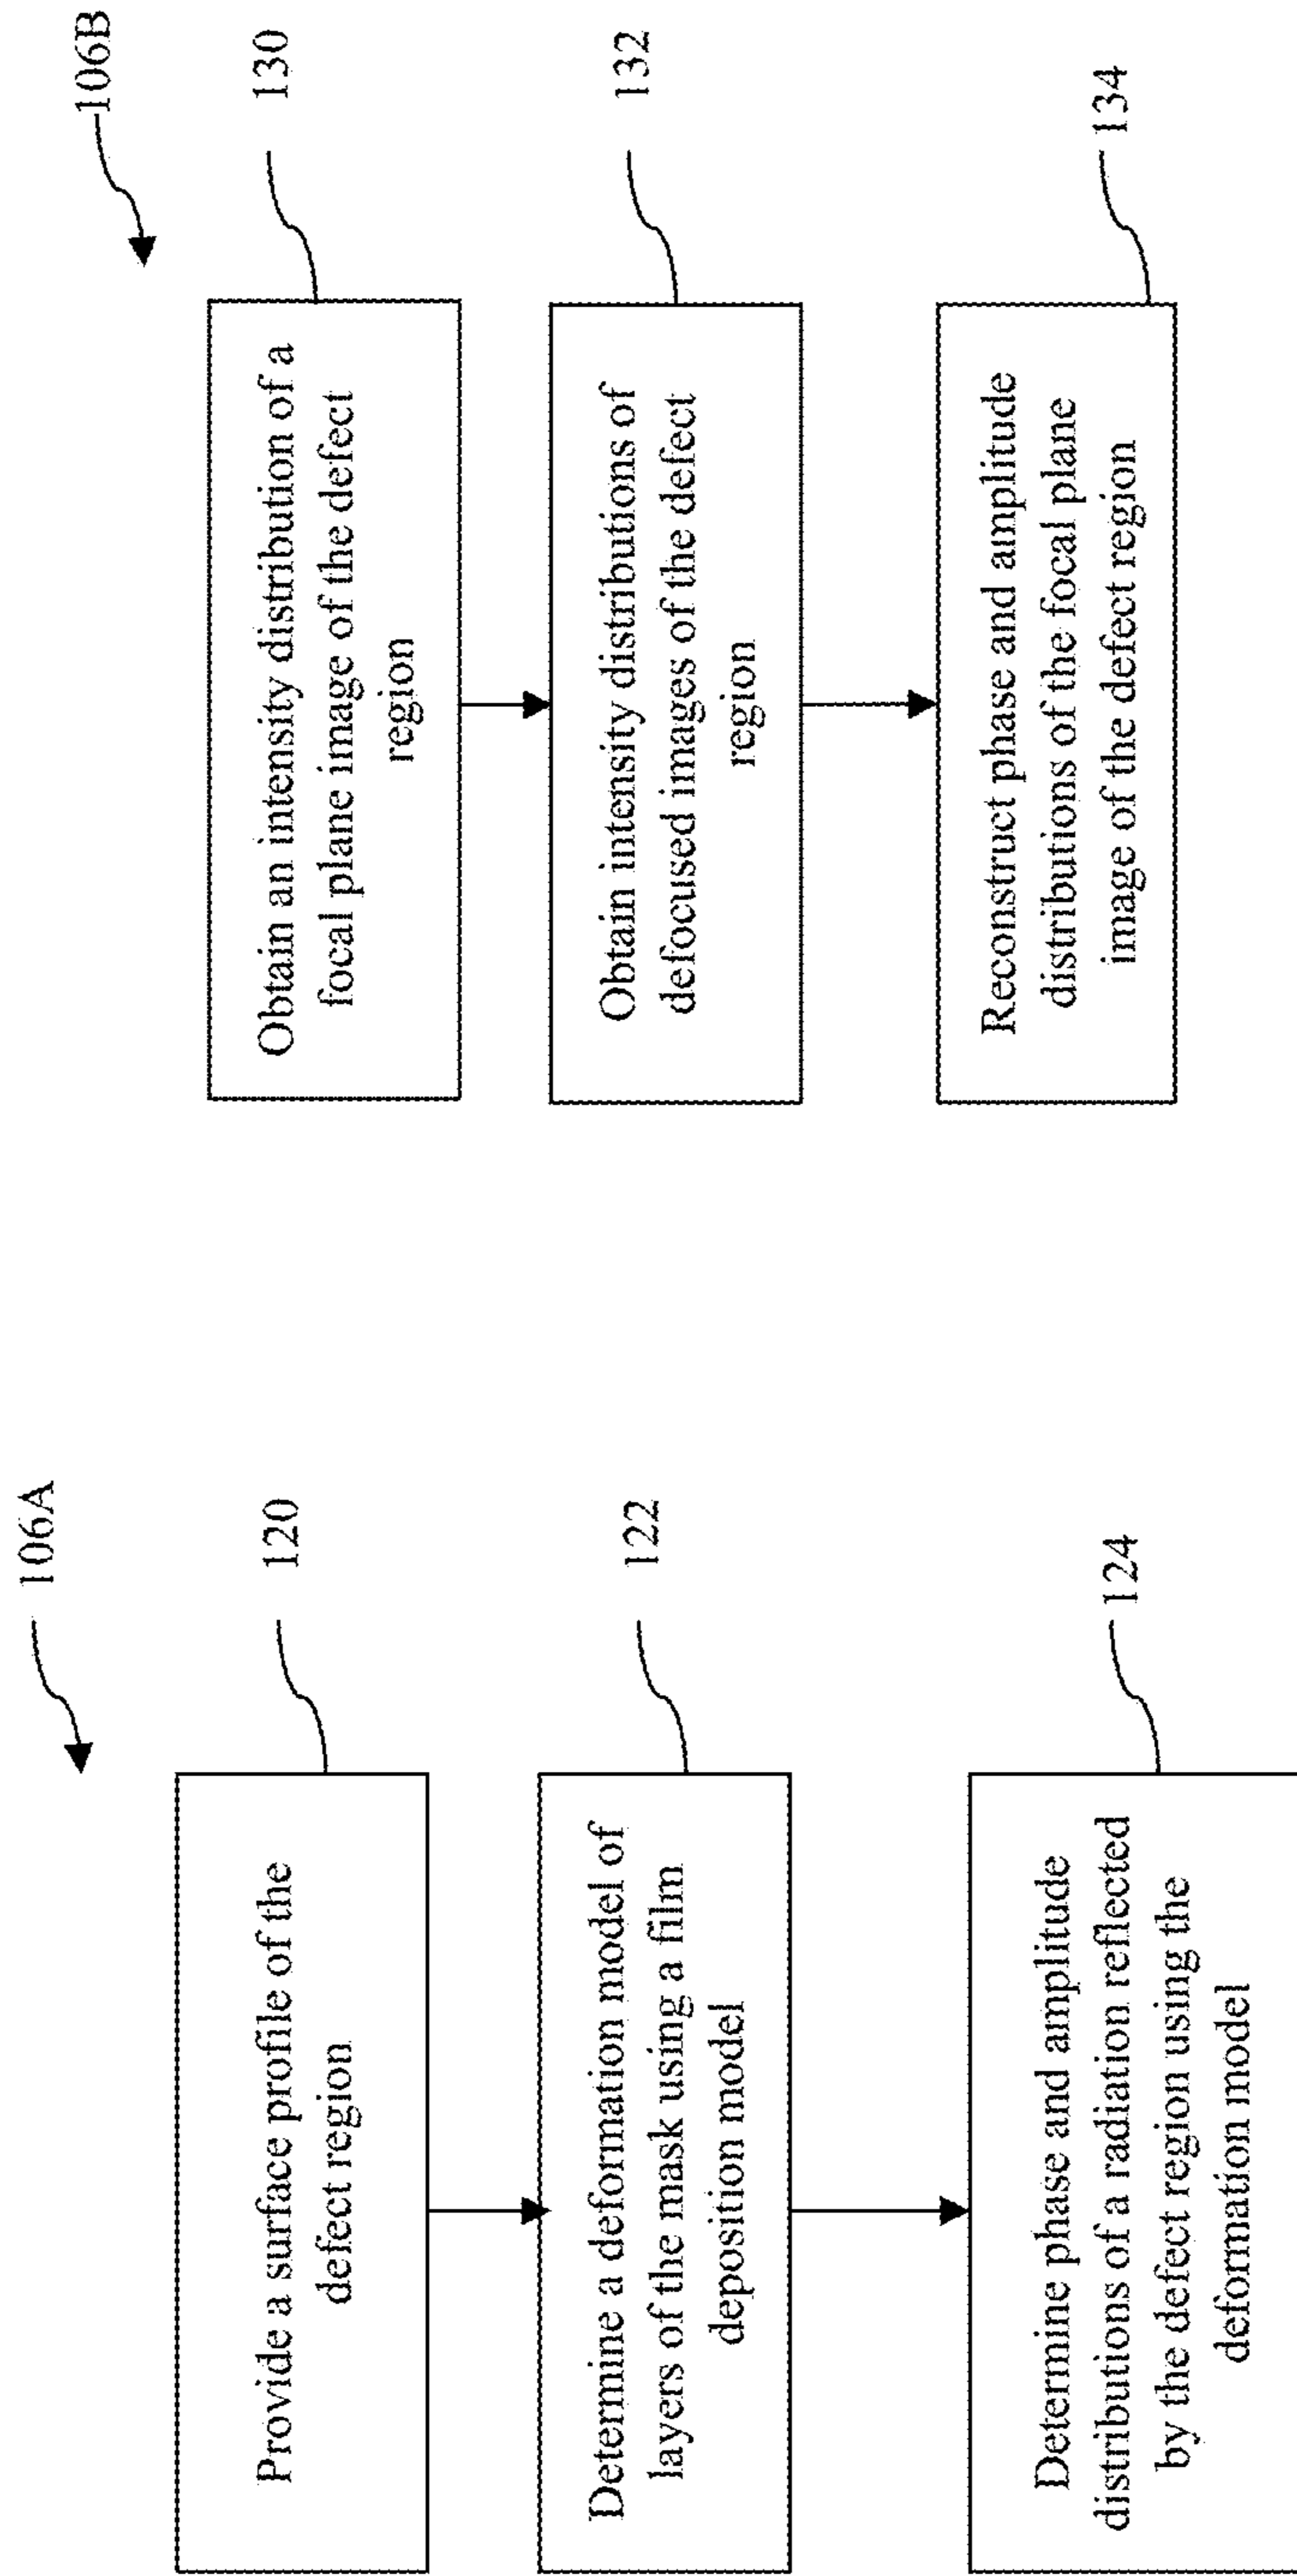 106A
Provide a surface profile of the
defect region
120
Determine a deformation model of
layers of the mask using a film
deposition model
122
Determine phase and amplitude
distributions of a radiation reflected
by the defect region using the
deformation model
124
106B
Obtain an intensity distribution of a
focal plane image of the defect
region
130
Obtain intensity distributions of
defocused images of the defect
region
132
Reconstruct phase and amplitude
distributions of the focal plane
image of the defect region
134